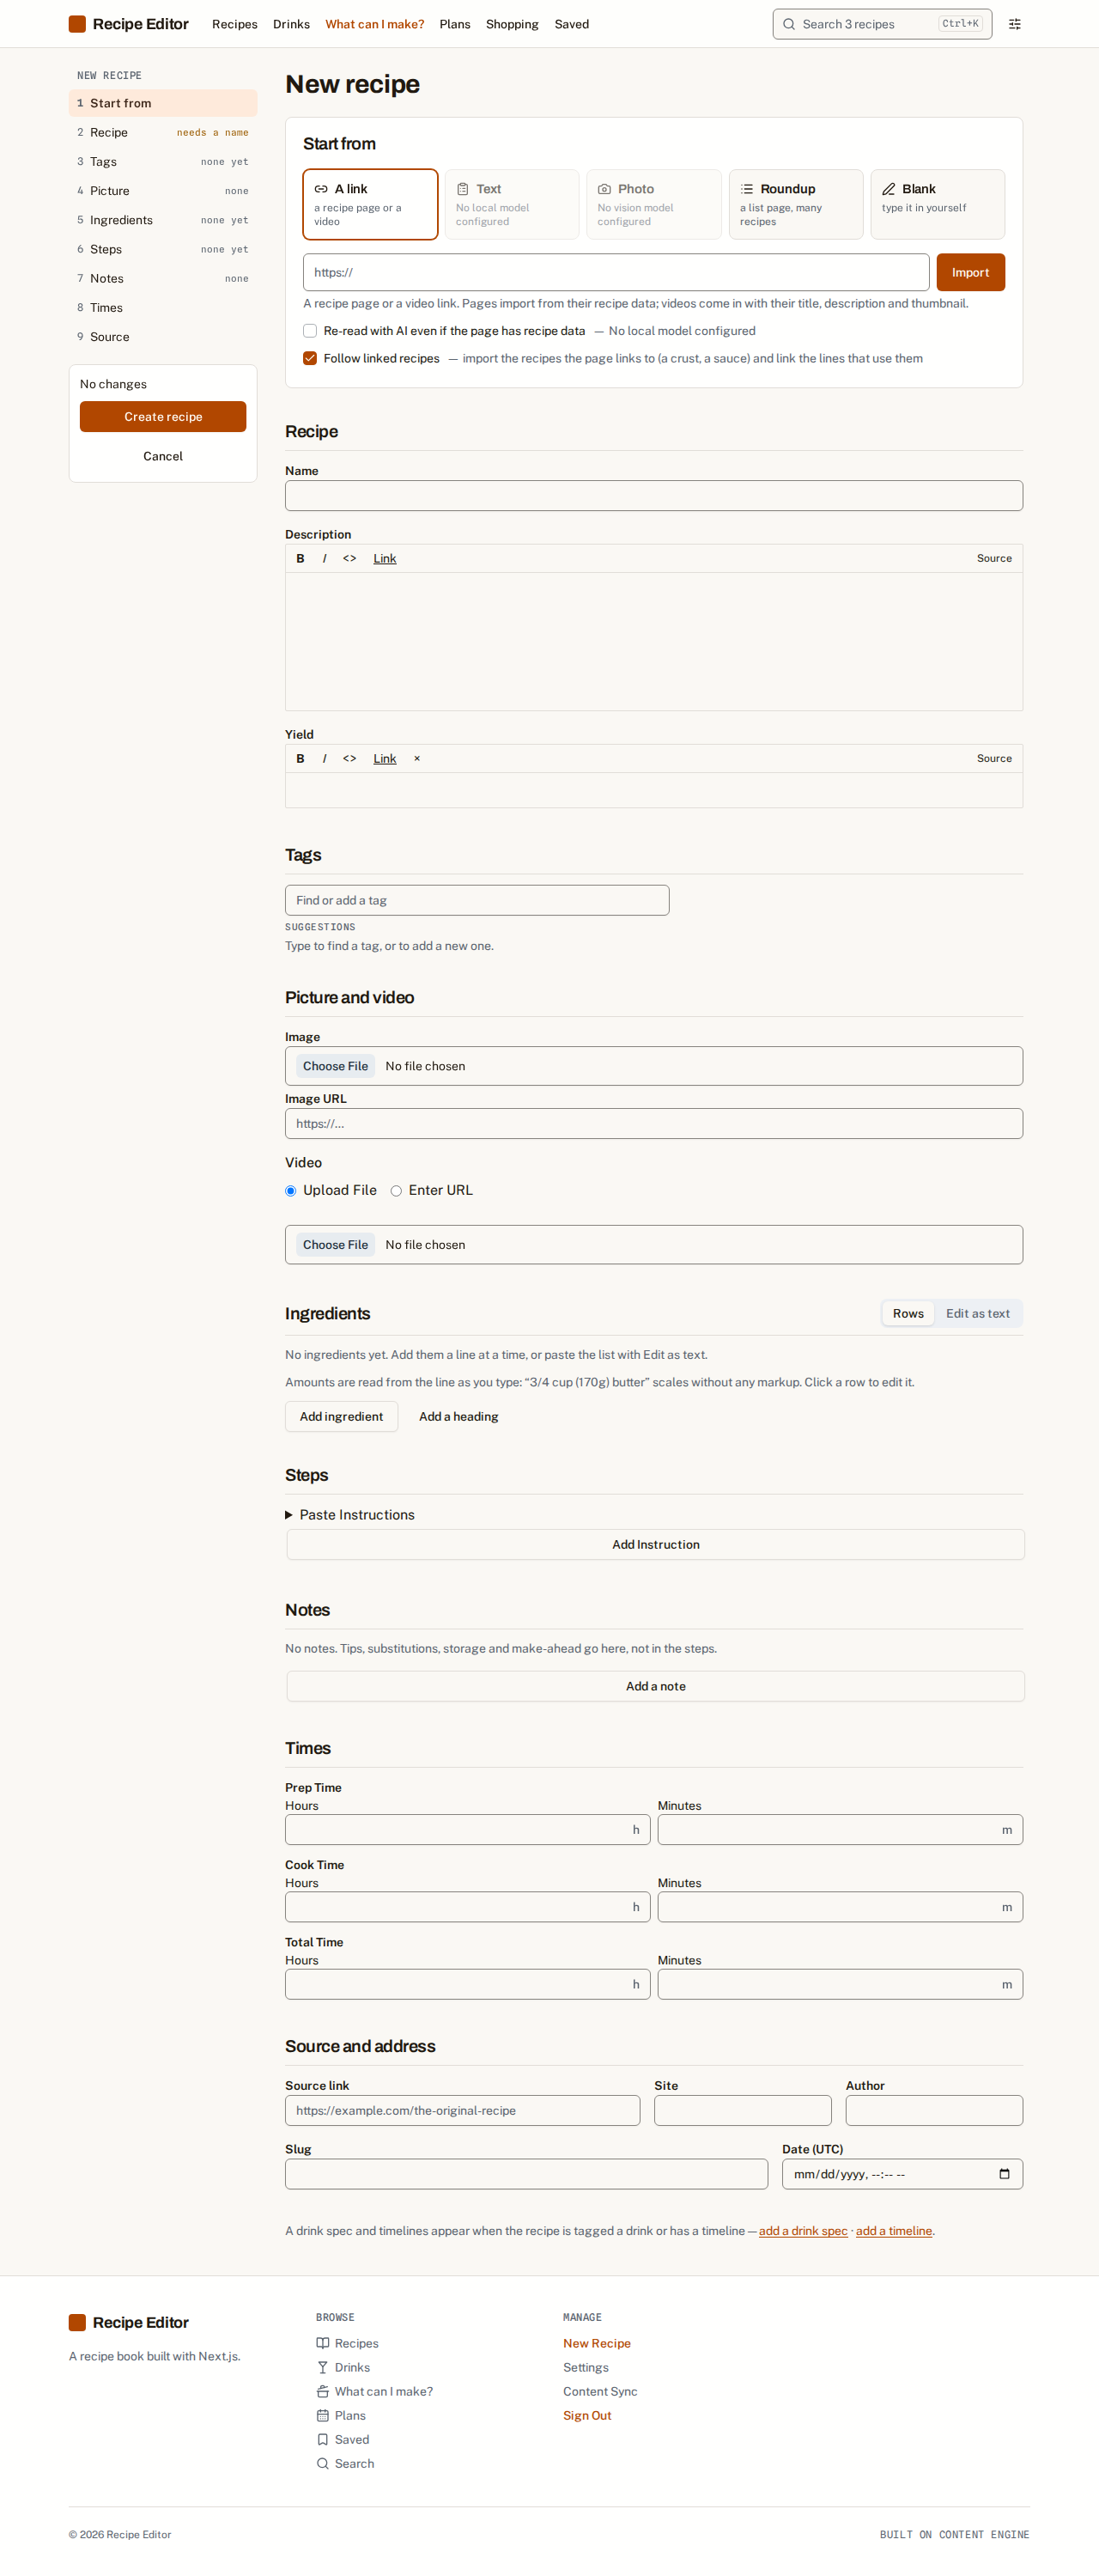 Recipe Editor
Recipes
Drinks
What can I make?
Plans
Shopping
Saved
Search 3 recipes
Ctrl+K
NEW RECIPE
1 Start from
2 Recipe needs a name
3 Tags none yet
4 Picture none
5 Ingredients none yet
6 Steps none yet
7 Notes none
8 Times
9 Source
No changes
Create recipe
Cancel
New recipe
Start from
A link
a recipe page or a
video
Text
No local model
configured
Photo
No vision model
configured
Roundup
a list page, many
recipes
Blank
type it in yourself
https://
Import
A recipe page or a video link. Pages import from their recipe data; videos come in with their title, description and thumbnail.
Re-read with AI even if the page has recipe data — No local model configured
Follow linked recipes — import the recipes the page links to (a crust, a sauce) and link the lines that use them
Recipe
Name
Description
B I <> Link Source
Yield
B I <> Link × Source
Tags
Find or add a tag
SUGGESTIONS
Type to find a tag, or to add a new one.
Picture and video
Image
Choose File No file chosen
Image URL
https://...
Video
Upload File Enter URL
Choose File No file chosen
Ingredients
Rows Edit as text
No ingredients yet. Add them a line at a time, or paste the list with Edit as text.
Amounts are read from the line as you type: “3/4 cup (170g) butter” scales without any markup. Click a row to edit it.
Add ingredient Add a heading
Steps
Paste Instructions
Add Instruction
Notes
No notes. Tips, substitutions, storage and make-ahead go here, not in the steps.
Add a note
Times
Prep Time
Hours Minutes
h m
Cook Time
Hours Minutes
h m
Total Time
Hours Minutes
h m
Source and address
Source link Site Author
https://example.com/the-original-recipe
Slug Date (UTC)
mm/dd/yyyy, --:-- --
A drink spec and timelines appear when the recipe is tagged a drink or has a timeline — add a drink spec · add a timeline.
Recipe Editor
A recipe book built with Next.js.
BROWSE
Recipes
Drinks
What can I make?
Plans
Saved
Search
MANAGE
New Recipe
Settings
Content Sync
Sign Out
© 2026 Recipe Editor
BUILT ON CONTENT ENGINE